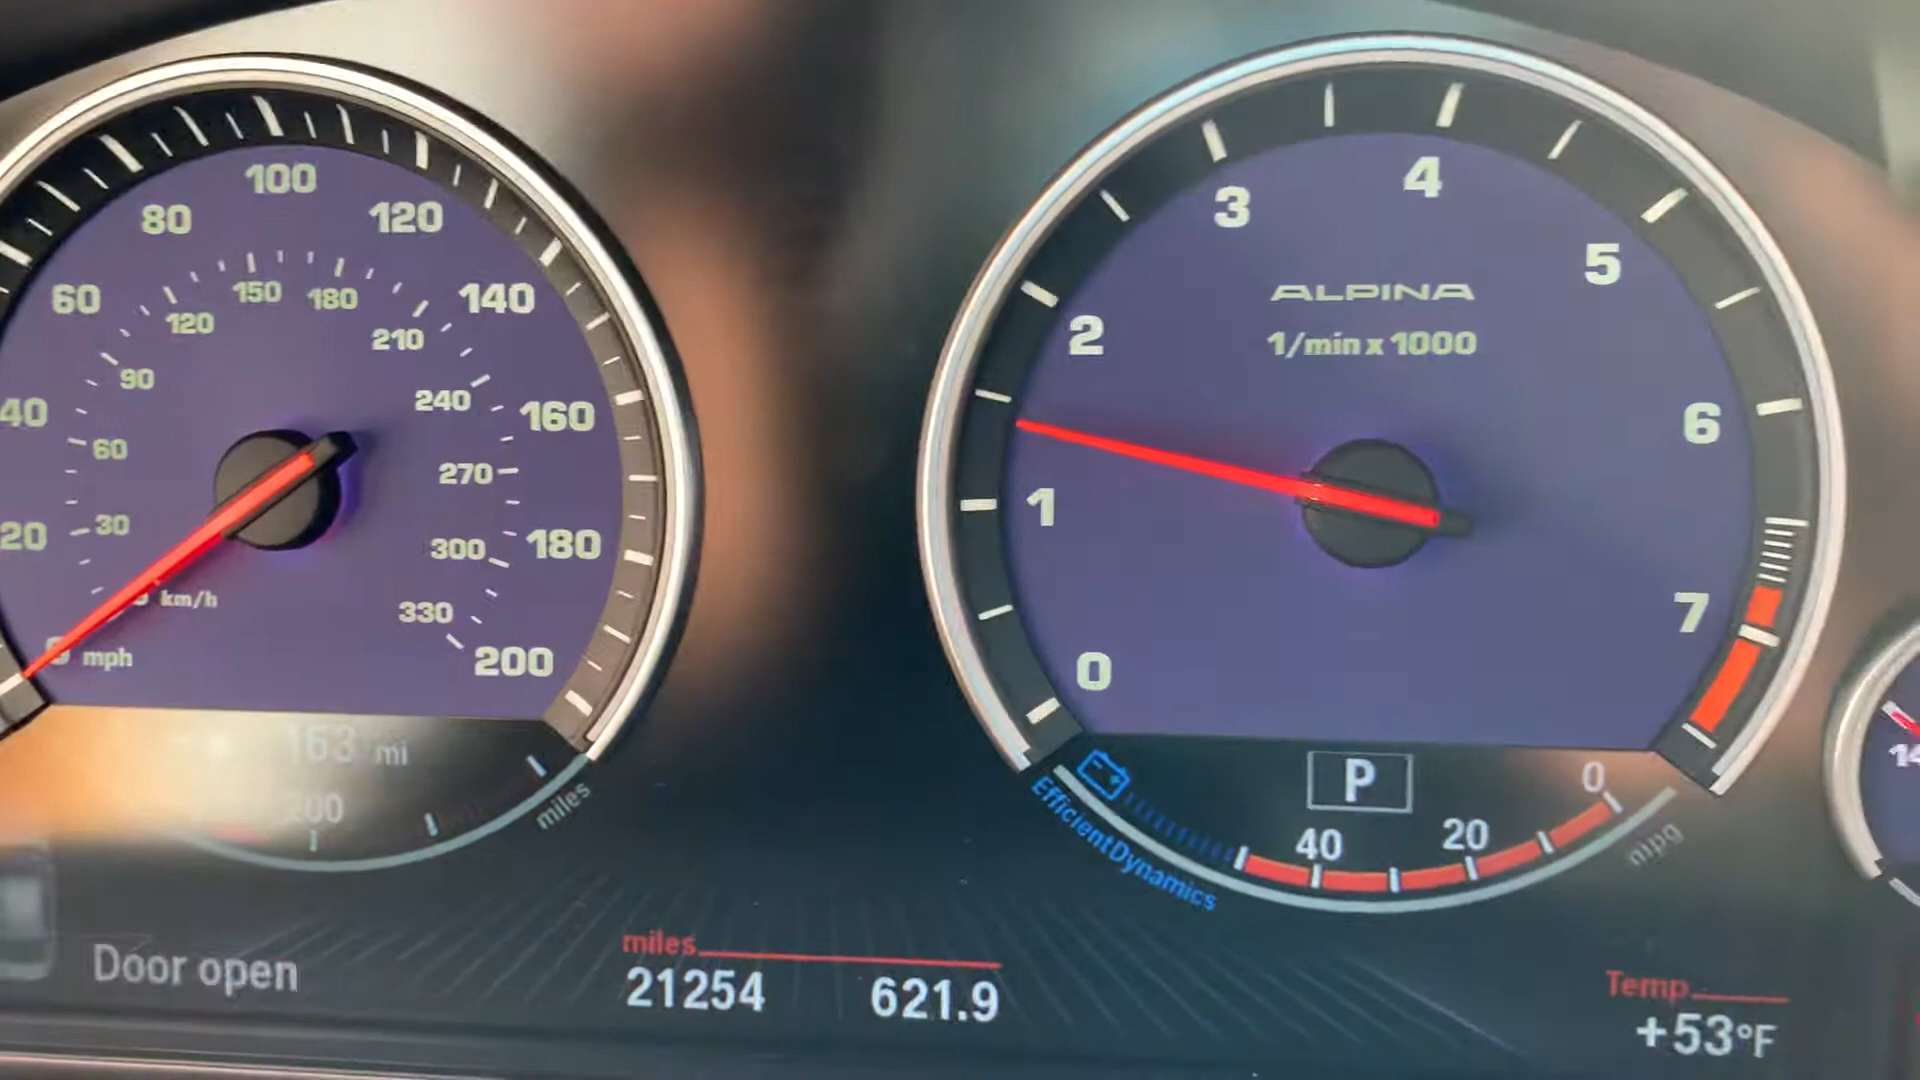 100
80
120
60
140
40
160
20
180
mph
200
150
180
120
210
90
240
60
270
30
300
km/h
330
163 mi
200
miles
Door open
miles
21254
621.9
3
4
2
5
1
6
0
7
ALPINA
1/min x 1000
P
0
20
40
mpg
EfficientDynamics
Temp
+53°F